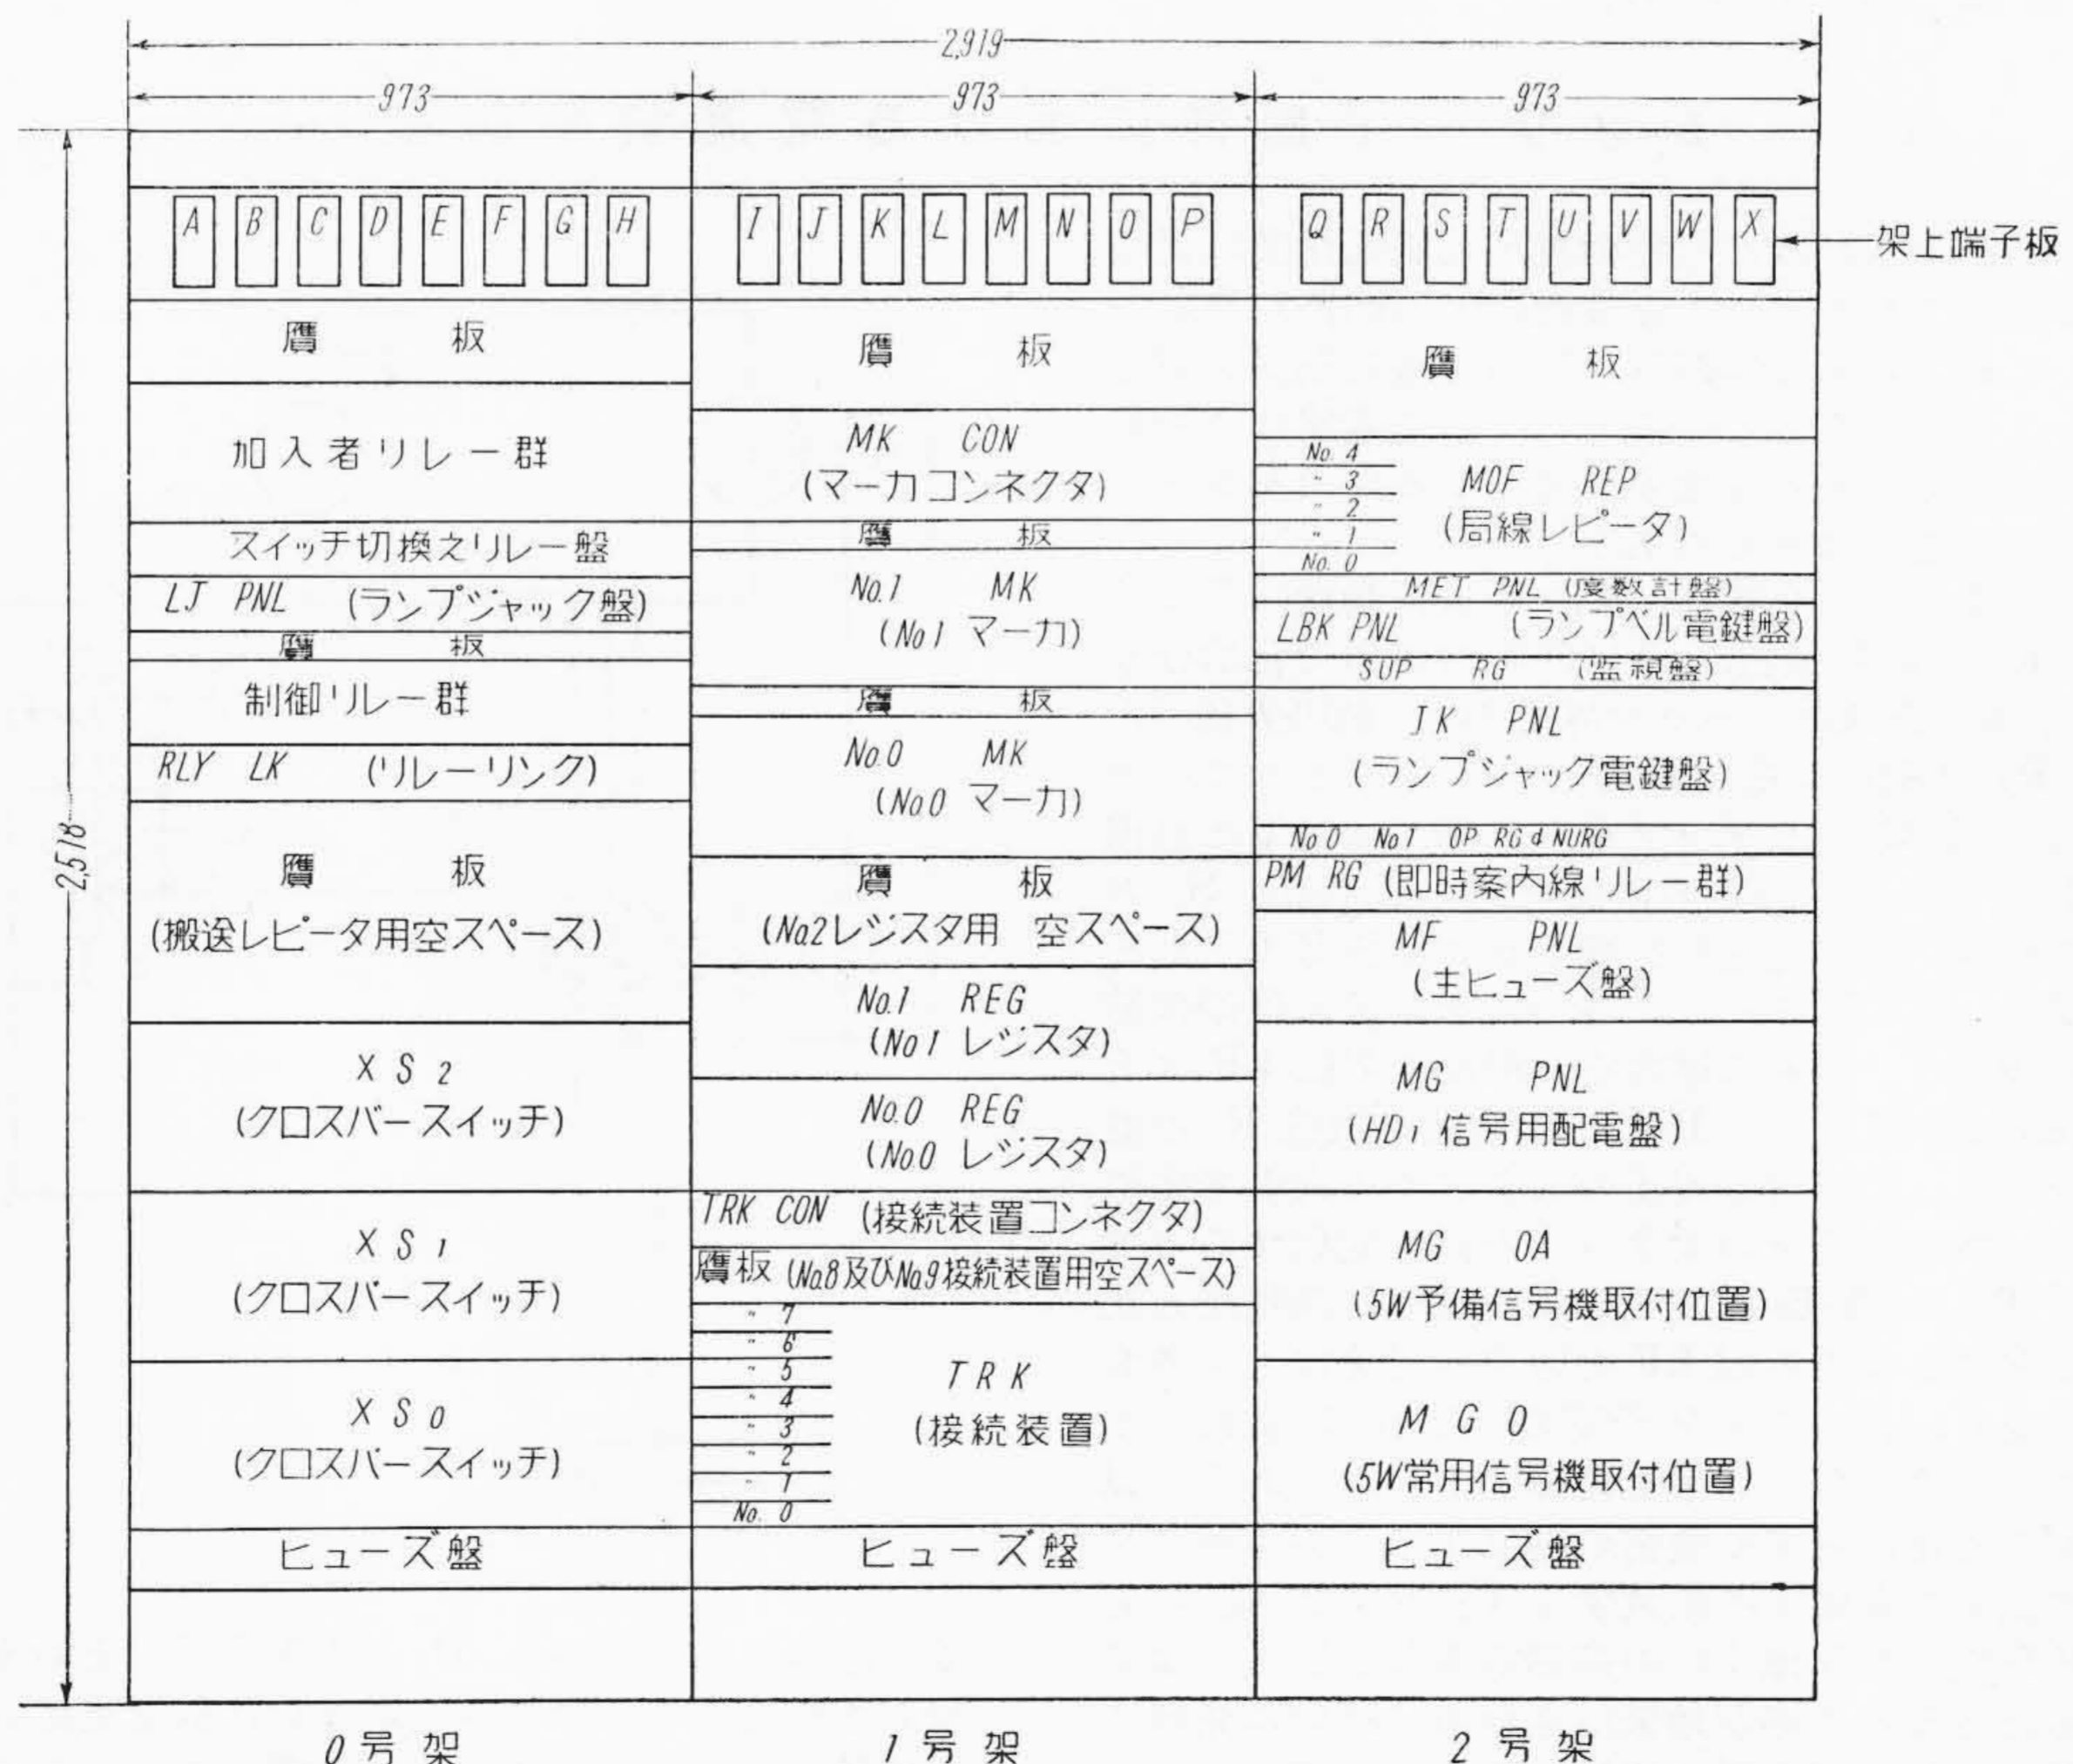 2,919
973
973
973
2,518
A B C D E F G H
I J K L M N O P
Q R S T U V W X
架上端子板
贋板
加入者リレー群
スイッチ切換えリレー盤
LJ PNL (ランプジャック盤)
贋板
制御リレー群
RLY LK (リレーリンク)
贋板
(搬送レピータ用空スペース)
XS2
(クロスバースイッチ)
XS1
(クロスバースイッチ)
XS0
(クロスバースイッチ)
ヒューズ盤
0号架
贋板
MK CON
(マーカコンネクタ)
贋板
No.1 MK
(No1 マーカ)
贋板
No.0 MK
(No.0 マーカ)
贋板
(No.2レジスタ用 空スペース)
No.1 REG
(No1 レジスタ)
No.0 REG
(No.0 レジスタ)
TRK CON (接続装置コンネクタ)
贋板 (No.8及びNo.9接続装置用空スペース)
〃 7
〃 6
〃 5
〃 4
〃 3
〃 2
〃 1
No. 0
TRK
(接続装置)
ヒューズ盤
1号架
贋板
No. 4
〃 3
〃 2
〃 1
No. 0
MOF REP
(局線レピータ)
MET PNL (度数計盤)
LBK PNL (ランプベル電鍵盤)
SUP RG (監視盤)
JK PNL
(ランプジャック電鍵盤)
No 0 No 1 OP RG & NURG
PM RG (即時案内線リレー群)
MF PNL
(主ヒューズ盤)
MG PNL
(HD1 信号用配電盤)
MG 0A
(5W予備信号機取付位置)
MG 0
(5W常用信号機取付位置)
ヒューズ盤
2号架